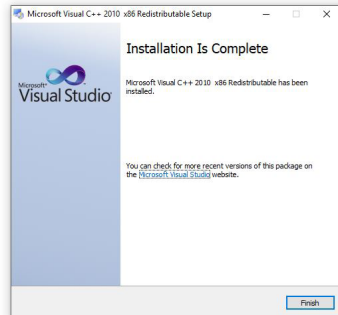 Microsoft Visual C++ 2010 x86 Redistributable Setup
Installation Is Complete
Microsoft®
Visual Studio®
Microsoft Visual C++ 2010 x86 Redistributable has been
installed.
You can check for more recent versions of this package on
the Microsoft Visual Studio website.
Finish